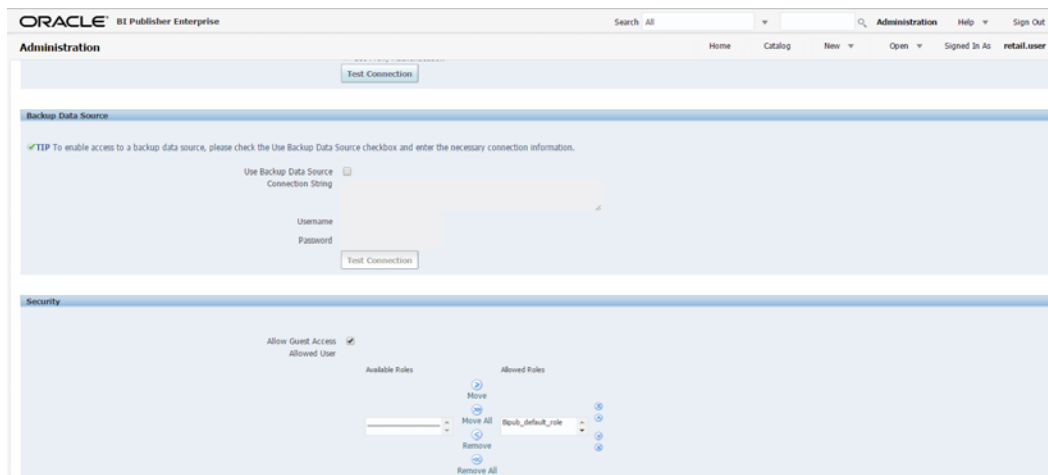 ORACLE BI Publisher Enterprise
Search All
Administration Help Sign Out
Administration
Home Catalog New Open Signed In As retail.user
Test Connection
Backup Data Source
TIP To enable access to a backup data source, please check the Use Backup Data Source checkbox and enter the necessary connection information.
Use Backup Data Source
Connection String
Username
Password
Test Connection
Security
Allow Guest Access
Allowed User
Available Roles Allowed Roles
Move
Move All Bipub_default_role
Remove
Remove All